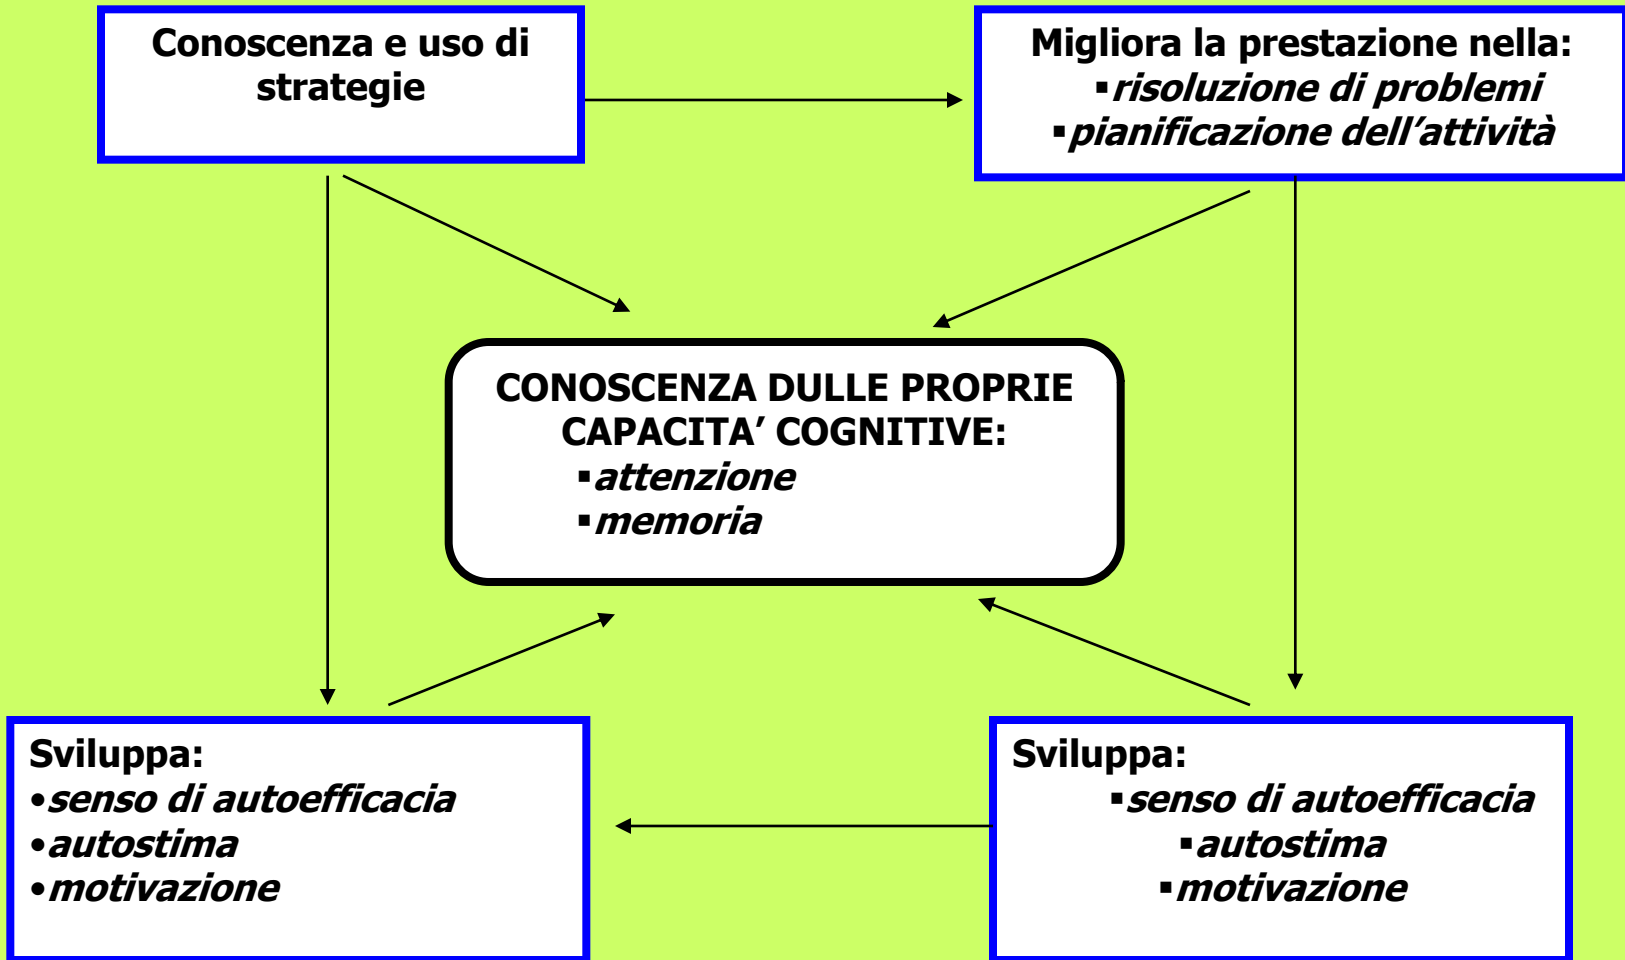 Conoscenza e uso di
strategie
Migliora la prestazione nella:
▪risoluzione di problemi
▪pianificazione dell’attività
CONOSCENZA DULLE PROPRIE
CAPACITA’ COGNITIVE:
▪attenzione
▪memoria
Sviluppa:
•senso di autoefficacia
•autostima
•motivazione
Sviluppa:
▪senso di autoefficacia
▪autostima
▪motivazione